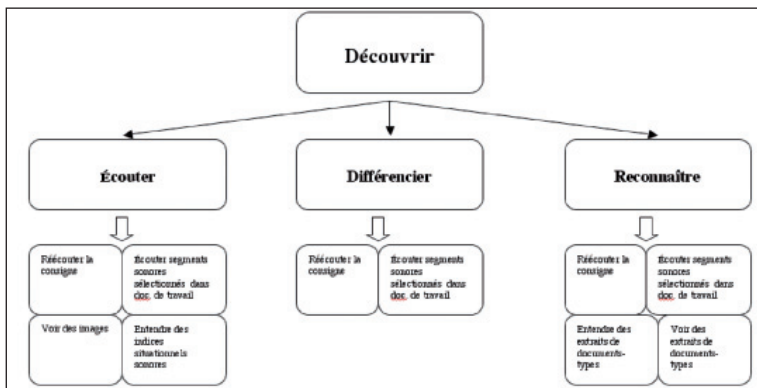 Découvrir
Écouter
Différencier
Reconnaître
Réécouter la
consigne
Écouter segments
sonores
sélectionnés dans
doc. de travail
Voir des images
Entendre des
indices
situationnels
sonores
Réécouter la
consigne
Écouter segments
sonores
sélectionnés dans
doc. de travail
Réécouter la
consigne
Écouter segments
sonores
sélectionnés dans
doc. de travail
Entendre des
extraits de
documents-
types
Voir des
extraits de
documents-
types